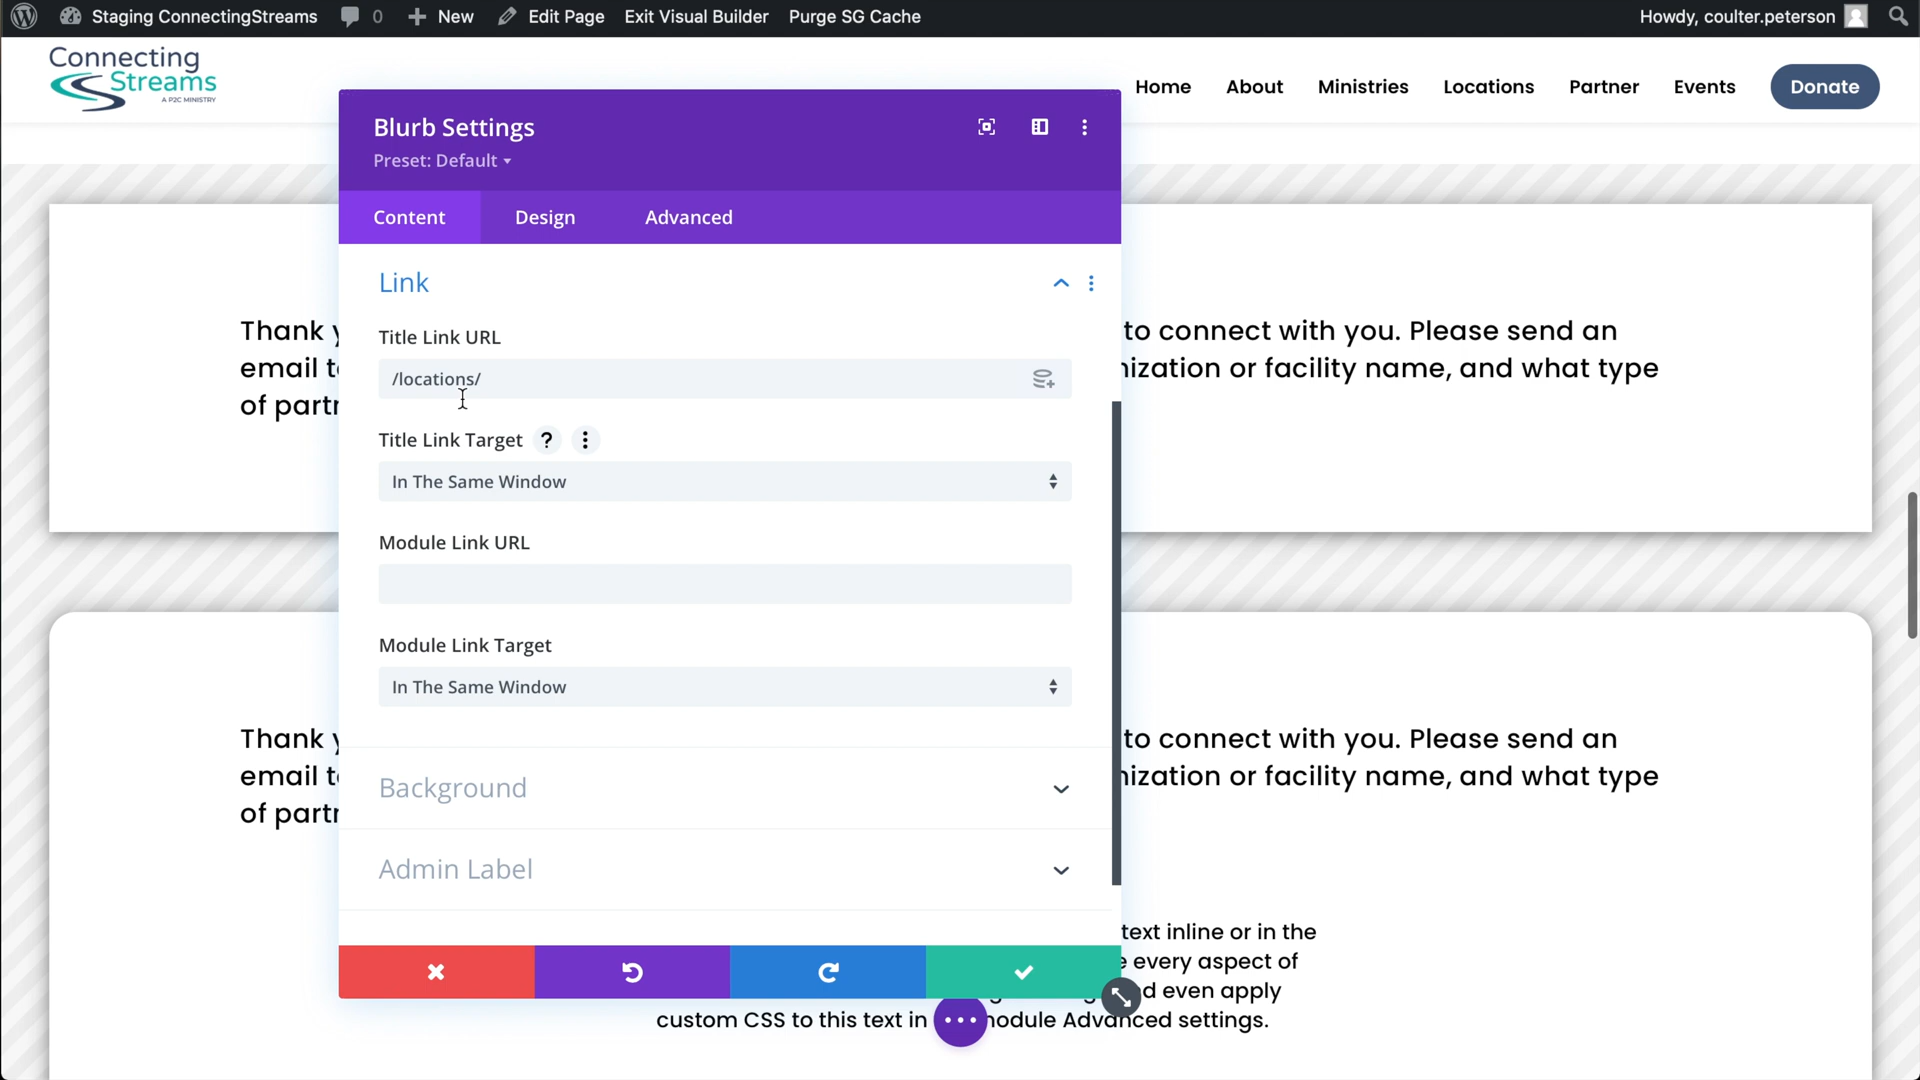 Staging ConnectingStreams 0 New Edit Page Exit Visual Builder Purge SG Cache Howdy, coulter.peterson
Connecting
Streams
A P2C MINISTRY
Home About Ministries Locations Partner Events Donate
Blurb Settings
Preset: Default
Content Design Advanced
Link
Title Link URL
/locations/
Title Link Target ?
In The Same Window
Module Link URL
Module Link Target
In The Same Window
Background
Admin Label
Thank y
to connect with you. Please send an
email t
nization or facility name, and what type
of partr
Thank y
to connect with you. Please send an
email t
nization or facility name, and what type
of partr
text inline or in the
e every aspect of
d even apply
custom CSS to this text in module Advanced settings.